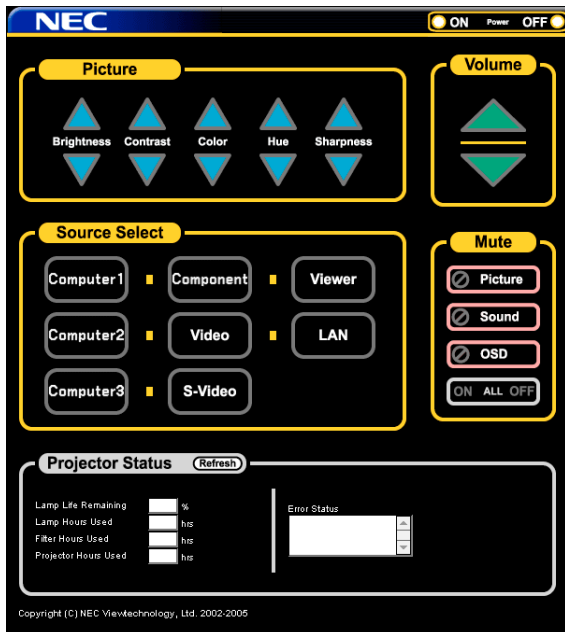 NEC
ON Power OFF
Picture
Volume
Brightness Contrast Color Hue Sharpness
Source Select
Mute
Computer1 Component Viewer
Picture
Computer2 Video LAN
Sound
OSD
Computer3 S-Video
ON ALL OFF
Projector Status Refresh
Lamp Life Remaining %
Lamp Hours Used hrs
Filter Hours Used hrs
Projector Hours Used hrs
Error Status
Copyright (C) NEC Viewtechnology, Ltd. 2002-2005